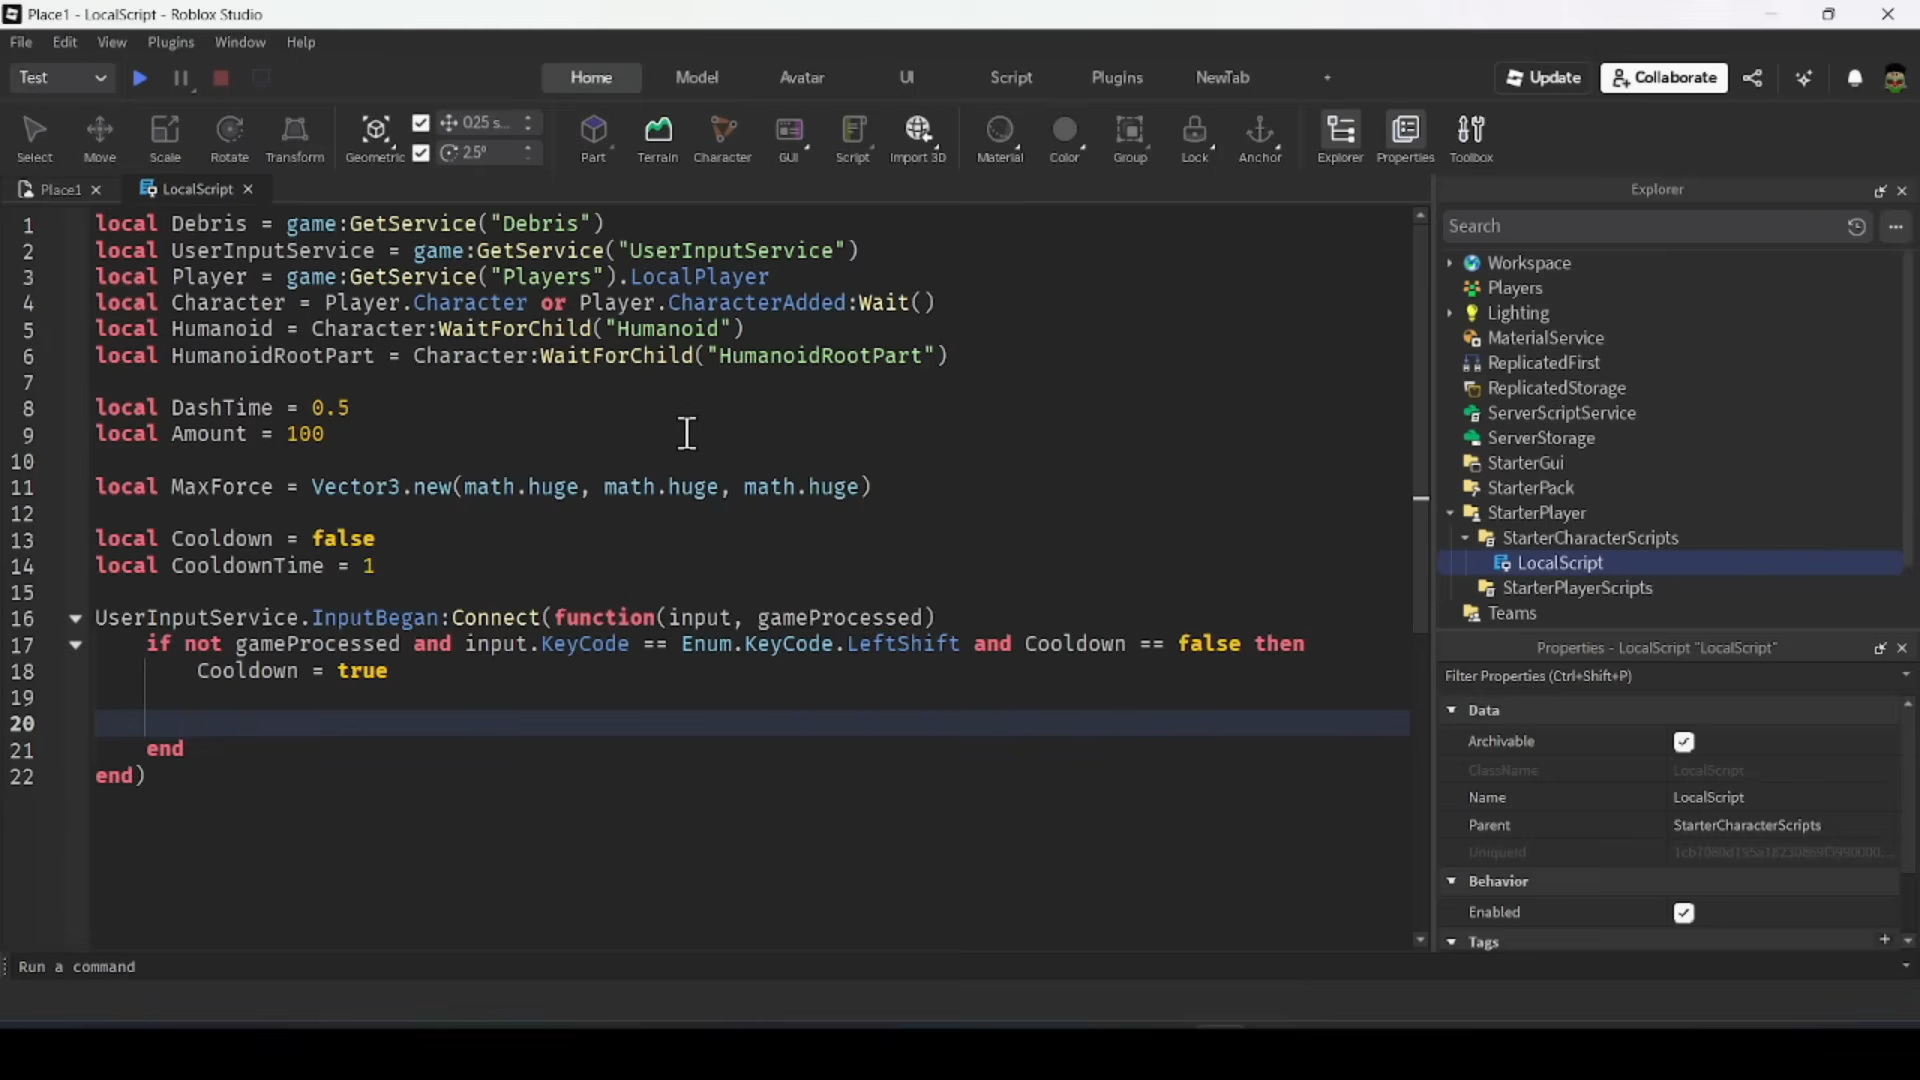 Place1 - LocalScript - Roblox Studio
File Edit View Plugins Window Help
Test Home Model Avatar UI Script Plugins NewTab + Update Collaborate
Select Move Scale Rotate Transform Geometric 025 s... 2.5° Part Terrain Character GUI Script Import 3D Material Color Group Lock Anchor Explorer Properties Toolbox
Place1 LocalScript
1 local Debris = game:GetService("Debris")
2 local UserInputService = game:GetService("UserInputService")
3 local Player = game:GetService("Players").LocalPlayer
4 local Character = Player.Character or Player.CharacterAdded:Wait()
5 local Humanoid = Character:WaitForChild("Humanoid")
6 local HumanoidRootPart = Character:WaitForChild("HumanoidRootPart")
7
8 local DashTime = 0.5
9 local Amount = 100
10
11 local MaxForce = Vector3.new(math.huge, math.huge, math.huge)
12
13 local Cooldown = false
14 local CooldownTime = 1
15
16 UserInputService.InputBegan:Connect(function(input, gameProcessed)
17 if not gameProcessed and input.KeyCode == Enum.KeyCode.LeftShift and Cooldown == false then
18 Cooldown = true
19
20
21 end
22 end)
Explorer
Search
Workspace
Players
Lighting
MaterialService
ReplicatedFirst
ReplicatedStorage
ServerScriptService
ServerStorage
StarterGui
StarterPack
StarterPlayer
StarterCharacterScripts
LocalScript
StarterPlayerScripts
Teams
Properties - LocalScript "LocalScript"
Filter Properties (Ctrl+Shift+P)
Data
Archivable
ClassName LocalScript
Name LocalScript
Parent StarterCharacterScripts
UniqueId
Behavior
Enabled
Tags +
Run a command